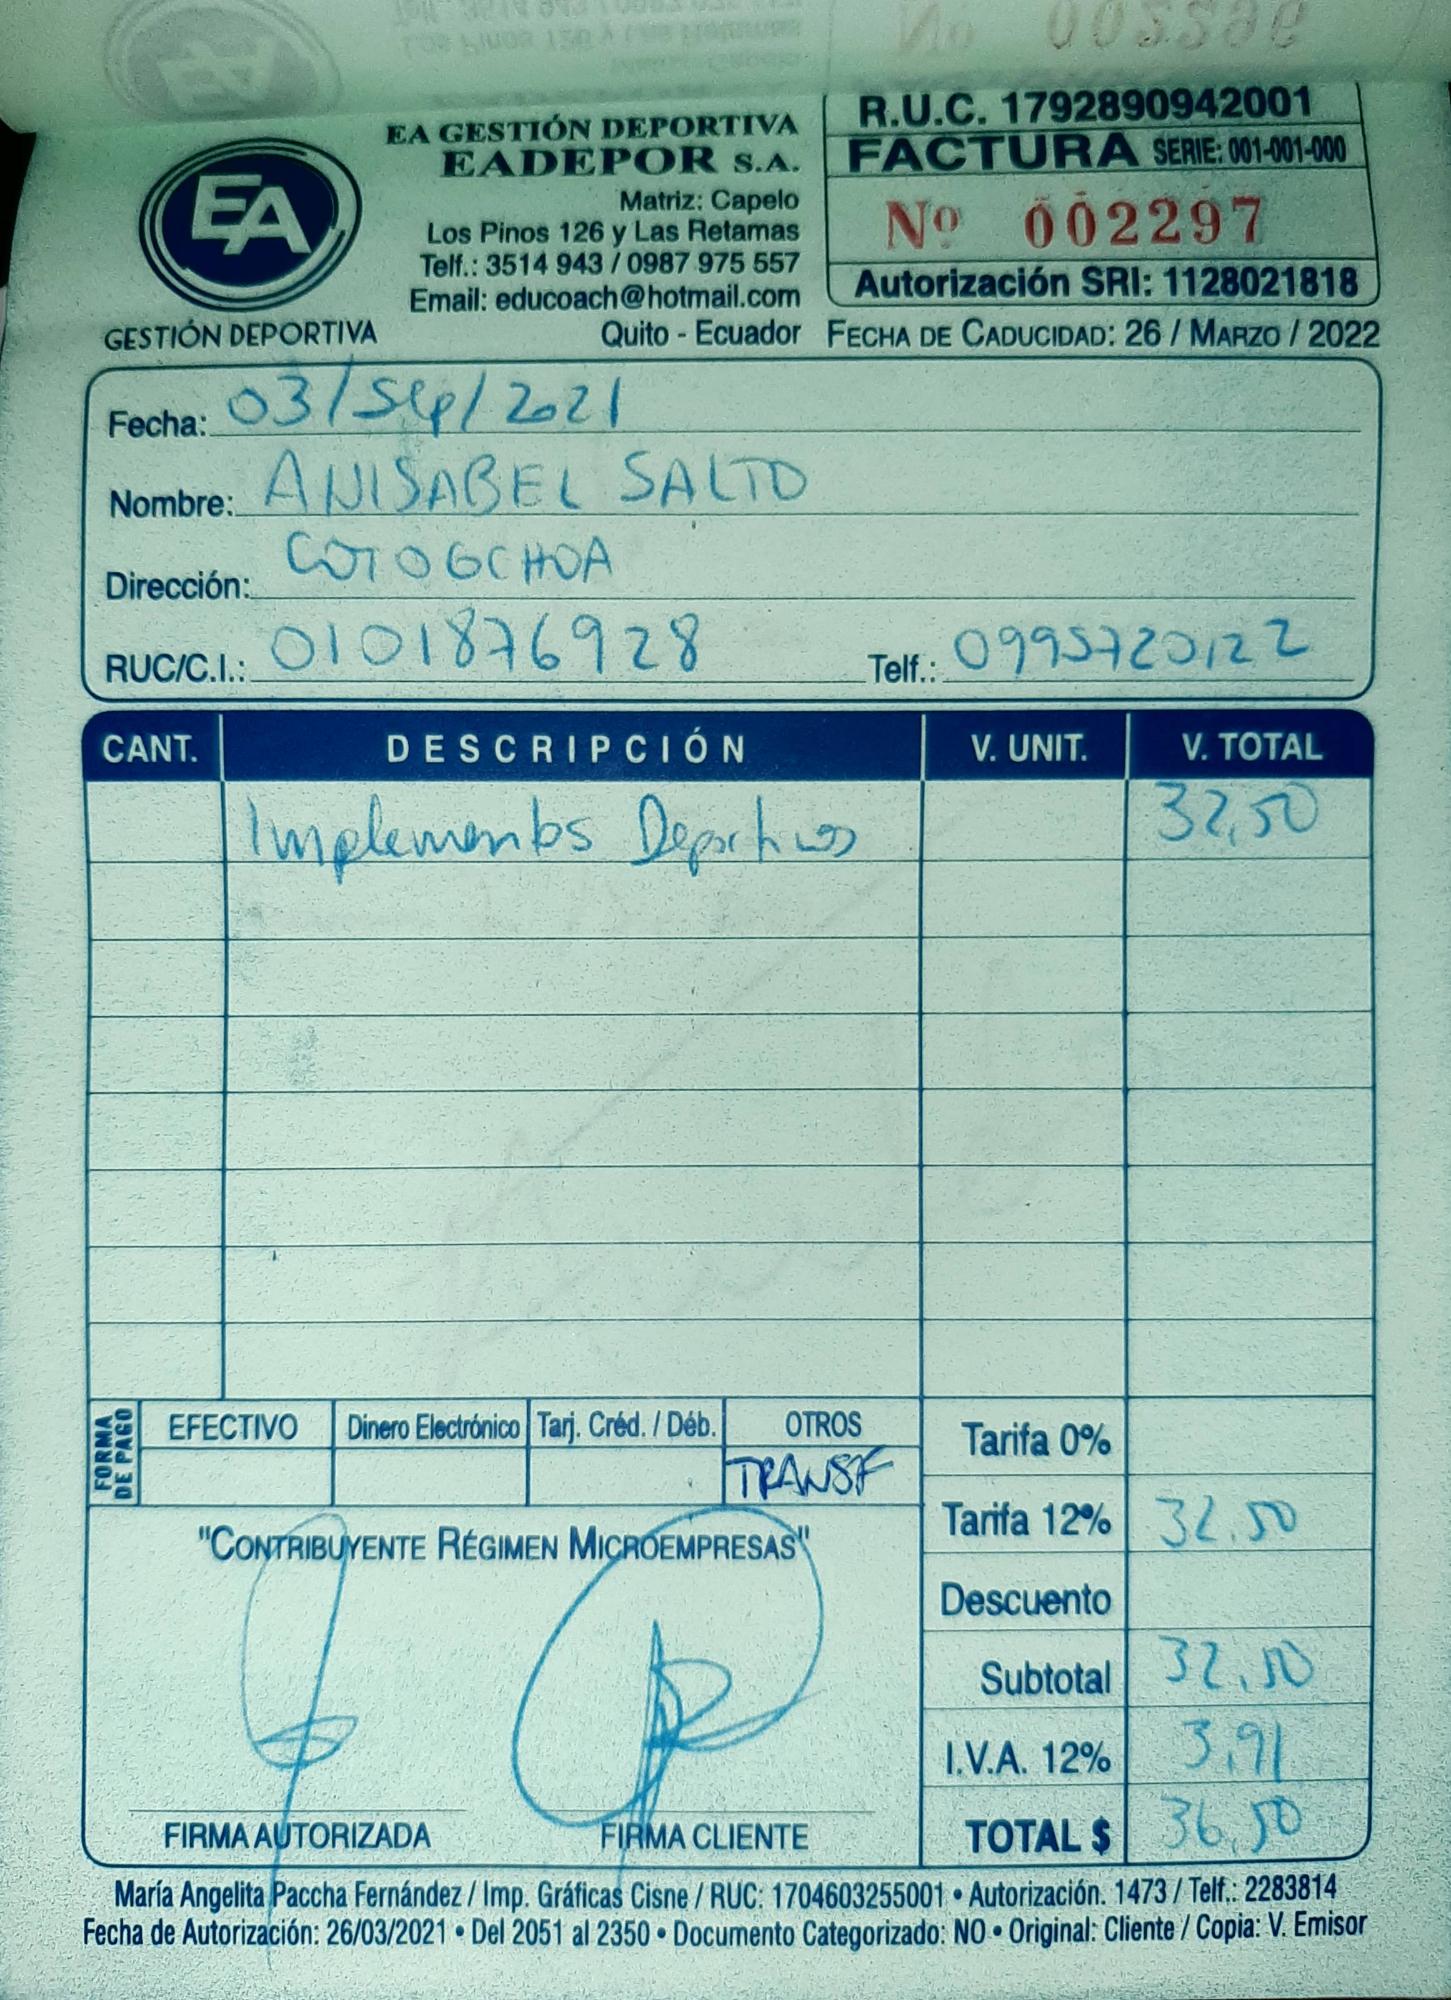 Nº 002296
EA
GESTIÓN DEPORTIVA
EA GESTIÓN DEPORTIVA
EADEPOR S.A.
Matriz: Capelo
Los Pinos 126 y Las Retamas
Telf.: 3514 943 / 0987 975 557
Email: educoach@hotmail.com
Quito - Ecuador
R.U.C. 1792890942001
FACTURA SERIE: 001-001-000
Nº 002297
Autorización SRI: 1128021818
FECHA DE CADUCIDAD: 26 / MARZO / 2022
Fecha: 03/Sep/2021
Nombre: ANISABEL SALTO
Dirección: COTOGCHOA
RUC/C.I.: 0101876928 Telf.: 0995720122
CANT. DESCRIPCIÓN V. UNIT. V. TOTAL
Implementos Deportivos 32,50
FORMA DE PAGO
EFECTIVO Dinero Electrónico Tarj. Créd. / Déb. OTROS
TRANSF
Tarifa 0%
Tarifa 12% 32.50
Descuento
Subtotal 32,50
I.V.A. 12% 3,91
TOTAL $ 36,50
"CONTRIBUYENTE RÉGIMEN MICROEMPRESAS"
FIRMA AUTORIZADA FIRMA CLIENTE
María Angelita Paccha Fernández / Imp. Gráficas Cisne / RUC: 1704603255001 • Autorización. 1473 / Telf.: 2283814
Fecha de Autorización: 26/03/2021 • Del 2051 al 2350 • Documento Categorizado: NO • Original: Cliente / Copia: V. Emisor